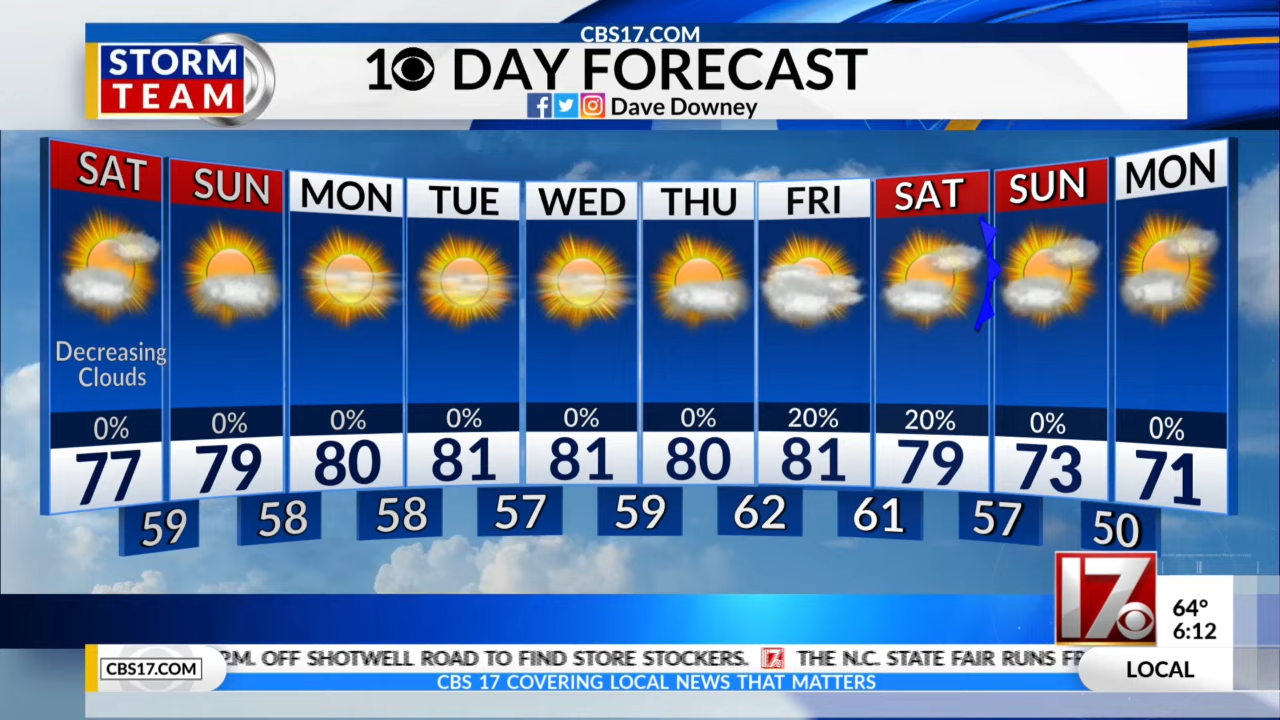 CBS17.COM
STORM
TEAM
10 DAY FORECAST
Dave Downey
SAT SUN MON TUE WED THU FRI SAT SUN MON
Decreasing
Clouds
0% 0% 0% 0% 0% 0% 20% 20% 0% 0%
77 79 80 81 81 80 81 79 73 71
59 58 58 57 59 62 61 57 50
17
64°
6:12
CBS17.COM
P.M. OFF SHOTWELL ROAD TO FIND STORE STOCKERS. 17 THE N.C. STATE FAIR RUNS
LOCAL
CBS 17 COVERING LOCAL NEWS THAT MATTERS